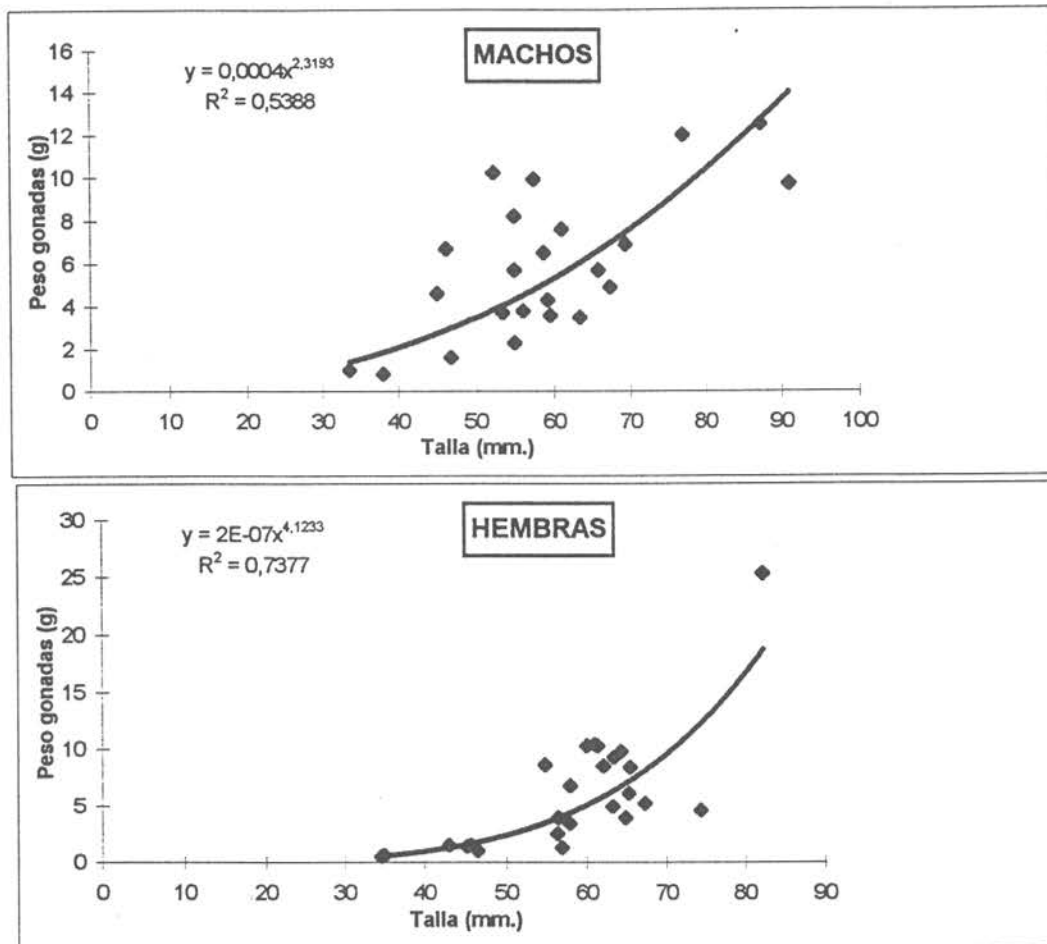 MACHOS
y = 0,0004x^2,3193
R² = 0,5388
Peso gonadas (g)
16
14
12
10
8
6
4
2
0
0 10 20 30 40 50 60 70 80 90 100
Talla (mm.)
HEMBRAS
y = 2E-07x^4,1233
R² = 0,7377
Peso gonadas (g)
30
25
20
15
10
5
0
0 10 20 30 40 50 60 70 80 90
Talla (mm.)